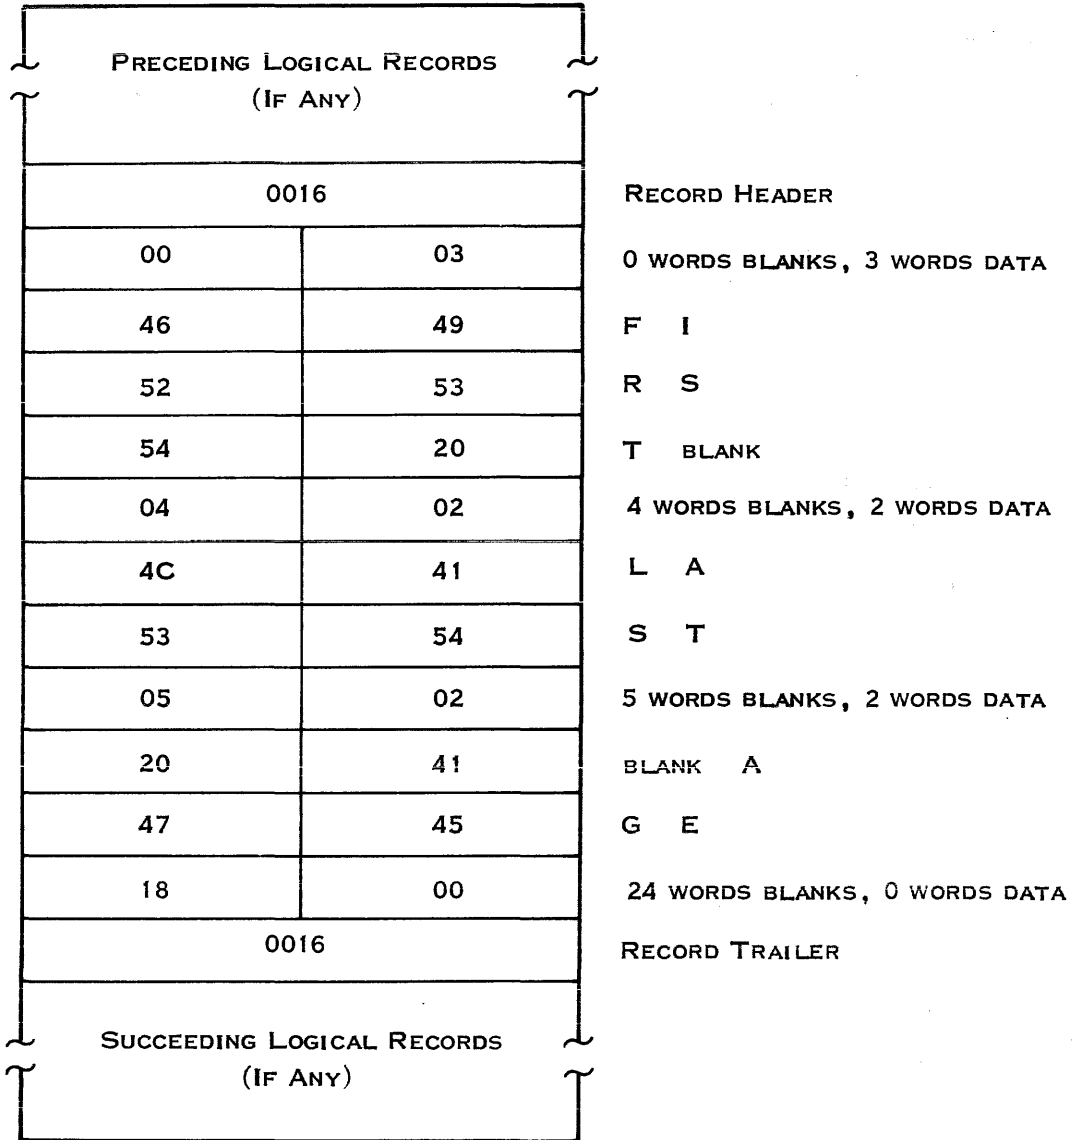 PRECEDING LOGICAL RECORDS
(IF ANY)
0016 RECORD HEADER
00 03 0 WORDS BLANKS, 3 WORDS DATA
46 49 F I
52 53 R S
54 20 T BLANK
04 02 4 WORDS BLANKS, 2 WORDS DATA
4C 41 L A
53 54 S T
05 02 5 WORDS BLANKS, 2 WORDS DATA
20 41 BLANK A
47 45 G E
18 00 24 WORDS BLANKS, 0 WORDS DATA
0016 RECORD TRAILER
SUCCEEDING LOGICAL RECORDS
(IF ANY)